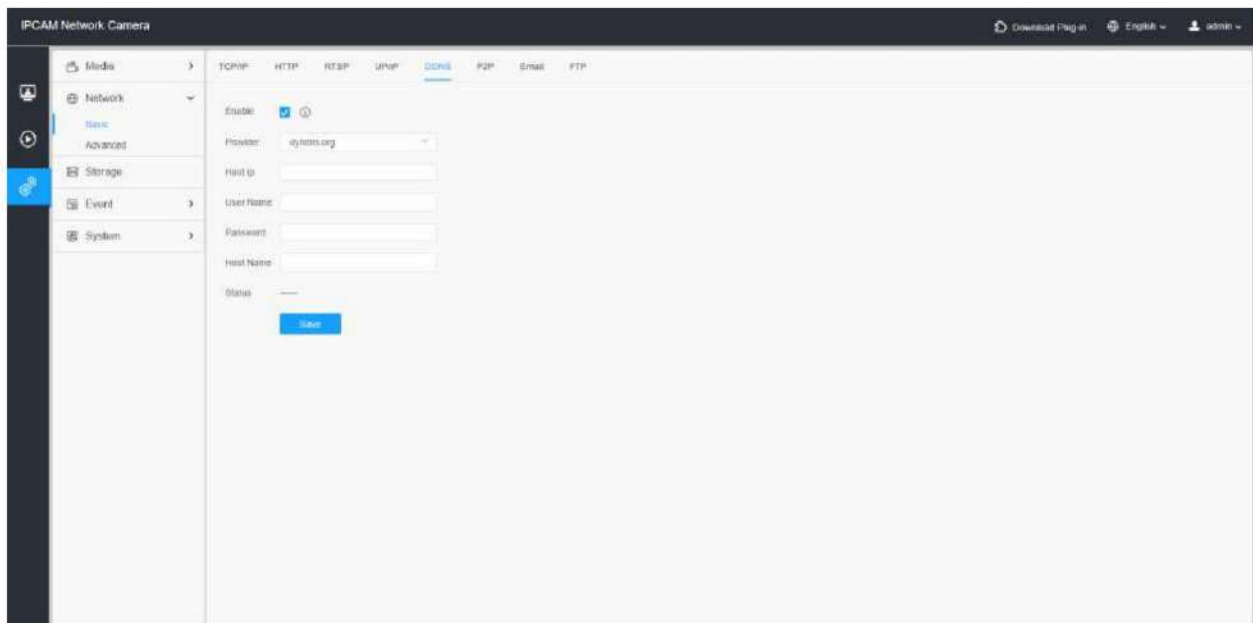 IPCAM Network Camera
Download Plug-in English admin
Media
Network
Basic
Advanced
Storage
Event
System
TCP/IP HTTP RTSP UPnP DDNS P2P Email FTP
Enable
Provider dyndns.org
Host ip
User Name
Password
Host Name
Status -----
Save